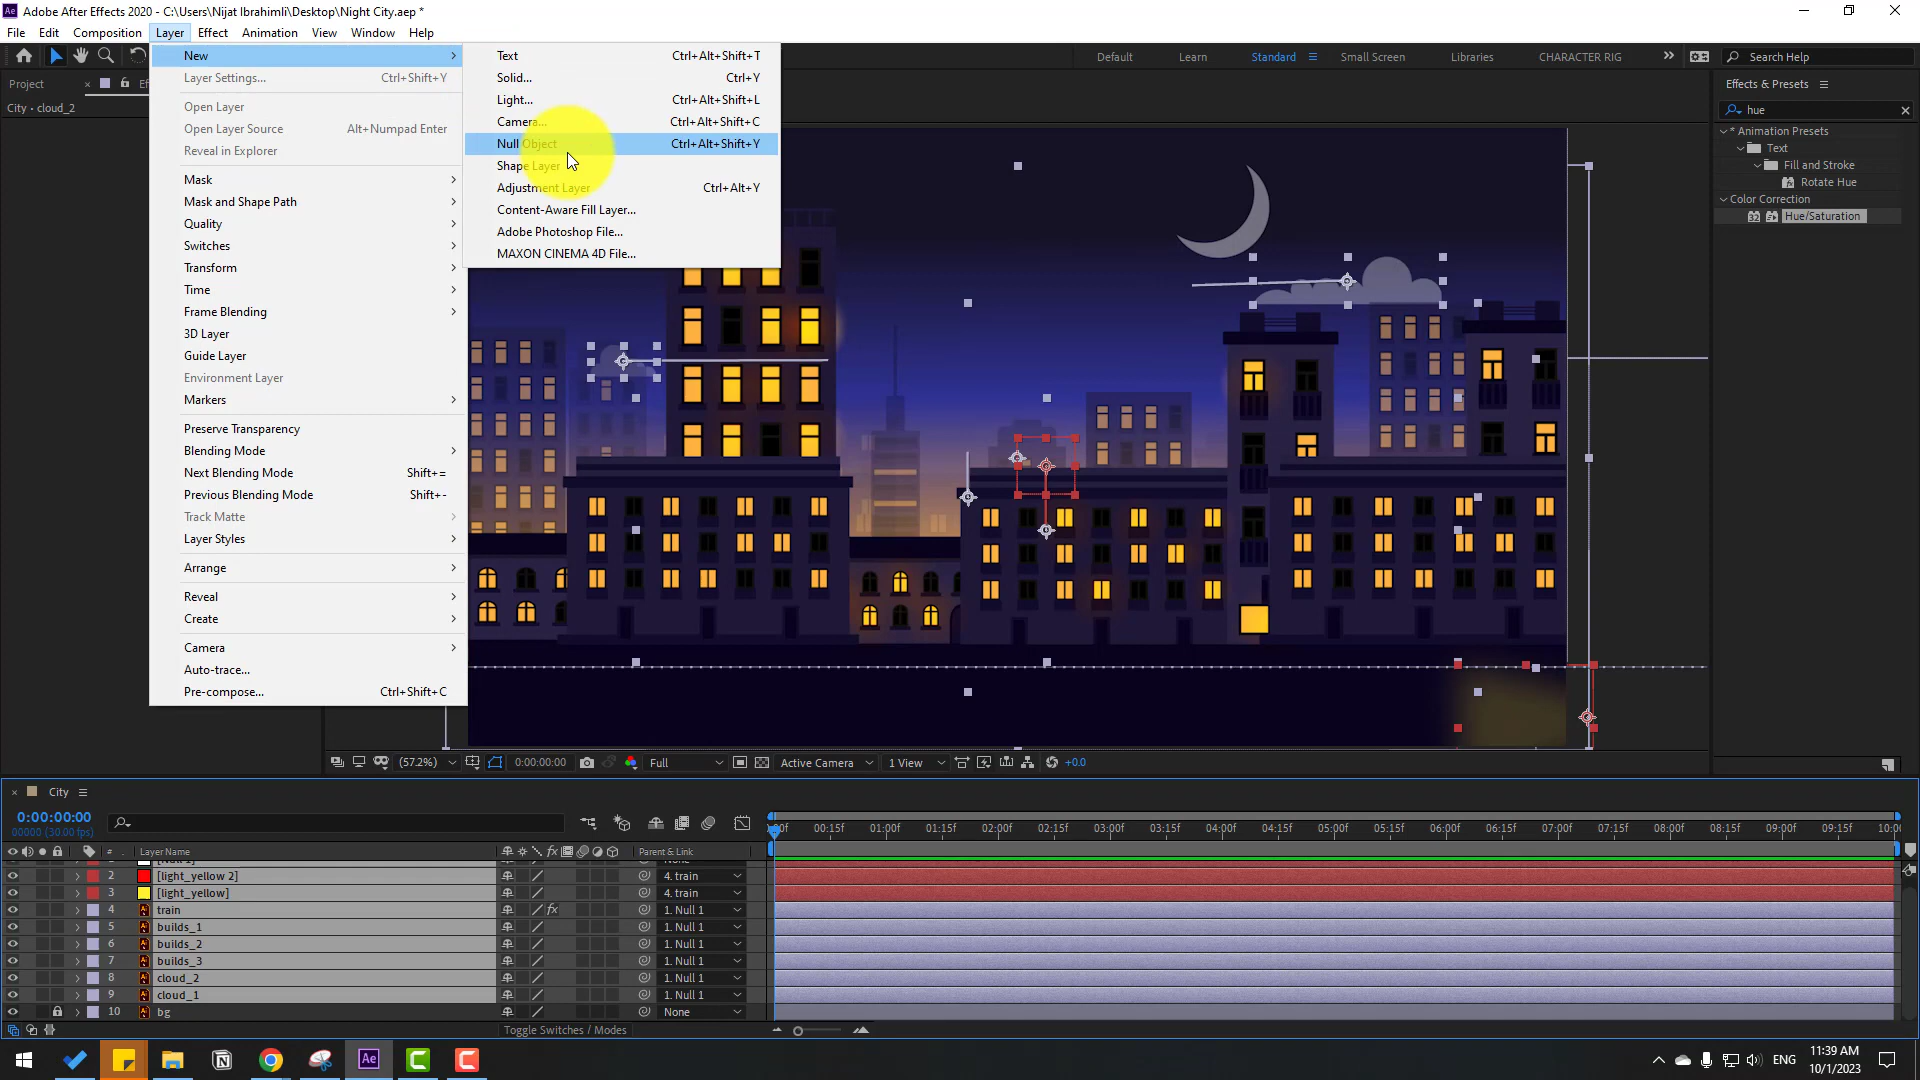 Adobe After Effects 2020 - C:\Users\Nijat Ibrahimli\Desktop\Night City.aep *
File Edit Composition Layer Effect Animation View Window Help
Default Learn Standard Small Screen Libraries CHARACTER RIG Search Help
Project
City • cloud_2
New
Layer Settings... Ctrl+Shift+Y
Open Layer
Open Layer Source Alt+Numpad Enter
Reveal in Explorer
Mask
Mask and Shape Path
Quality
Switches
Transform
Time
Frame Blending
3D Layer
Guide Layer
Environment Layer
Markers
Preserve Transparency
Blending Mode
Next Blending Mode Shift+=
Previous Blending Mode Shift+-
Track Matte
Layer Styles
Arrange
Reveal
Create
Camera
Auto-trace...
Pre-compose... Ctrl+Shift+C
Text Ctrl+Alt+Shift+T
Solid... Ctrl+Y
Light... Ctrl+Alt+Shift+L
Camera... Ctrl+Alt+Shift+C
Null Object Ctrl+Alt+Shift+Y
Shape Layer
Adjustment Layer Ctrl+Alt+Y
Content-Aware Fill Layer...
Adobe Photoshop File...
MAXON CINEMA 4D File...
Effects & Presets
hue
* Animation Presets
Text
Fill and Stroke
Rotate Hue
Color Correction
Hue/Saturation
(57.2%) 0:00:00:00 Full Active Camera 1 View +0.0
City
0:00:00:00
00000 (30.00 fps)
00:15f 01:00f 01:15f 02:00f 02:15f 03:00f 03:15f 04:00f 04:15f 05:00f 05:15f 06:00f 06:15f 07:00f 07:15f 08:00f 08:15f 09:00f 09:15f 10:0
# Layer Name Parent & Link
[Null 1] None
2 [light_yellow 2] 4. train
3 [light_yellow] 4. train
4 train 1. Null 1
5 builds_1 1. Null 1
6 builds_2 1. Null 1
7 builds_3 1. Null 1
8 cloud_2 1. Null 1
9 cloud_1 1. Null 1
10 bg None
Toggle Switches / Modes
ENG
11:39 AM
10/1/2023